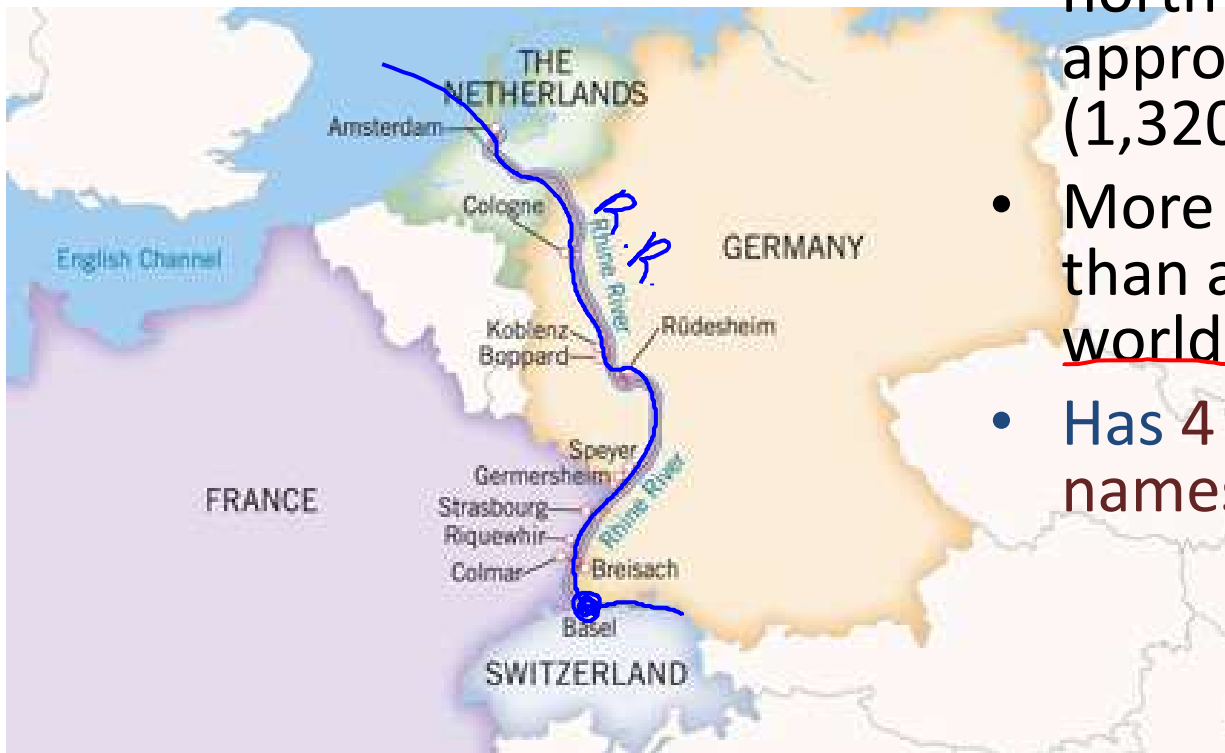 THE
NETHERLANDS
Amsterdam
Cologne
R.R.
Rhine River
English Channel
GERMANY
Koblenz
Rüdesheim
Boppard
Speyer
Germersheim
FRANCE
Strasbourg
Rhine River
Riquewhir
Colmar
Breisach
Basel
SWITZERLAND
north
appro
(1,320
• More
than a
world
• Has 4
names